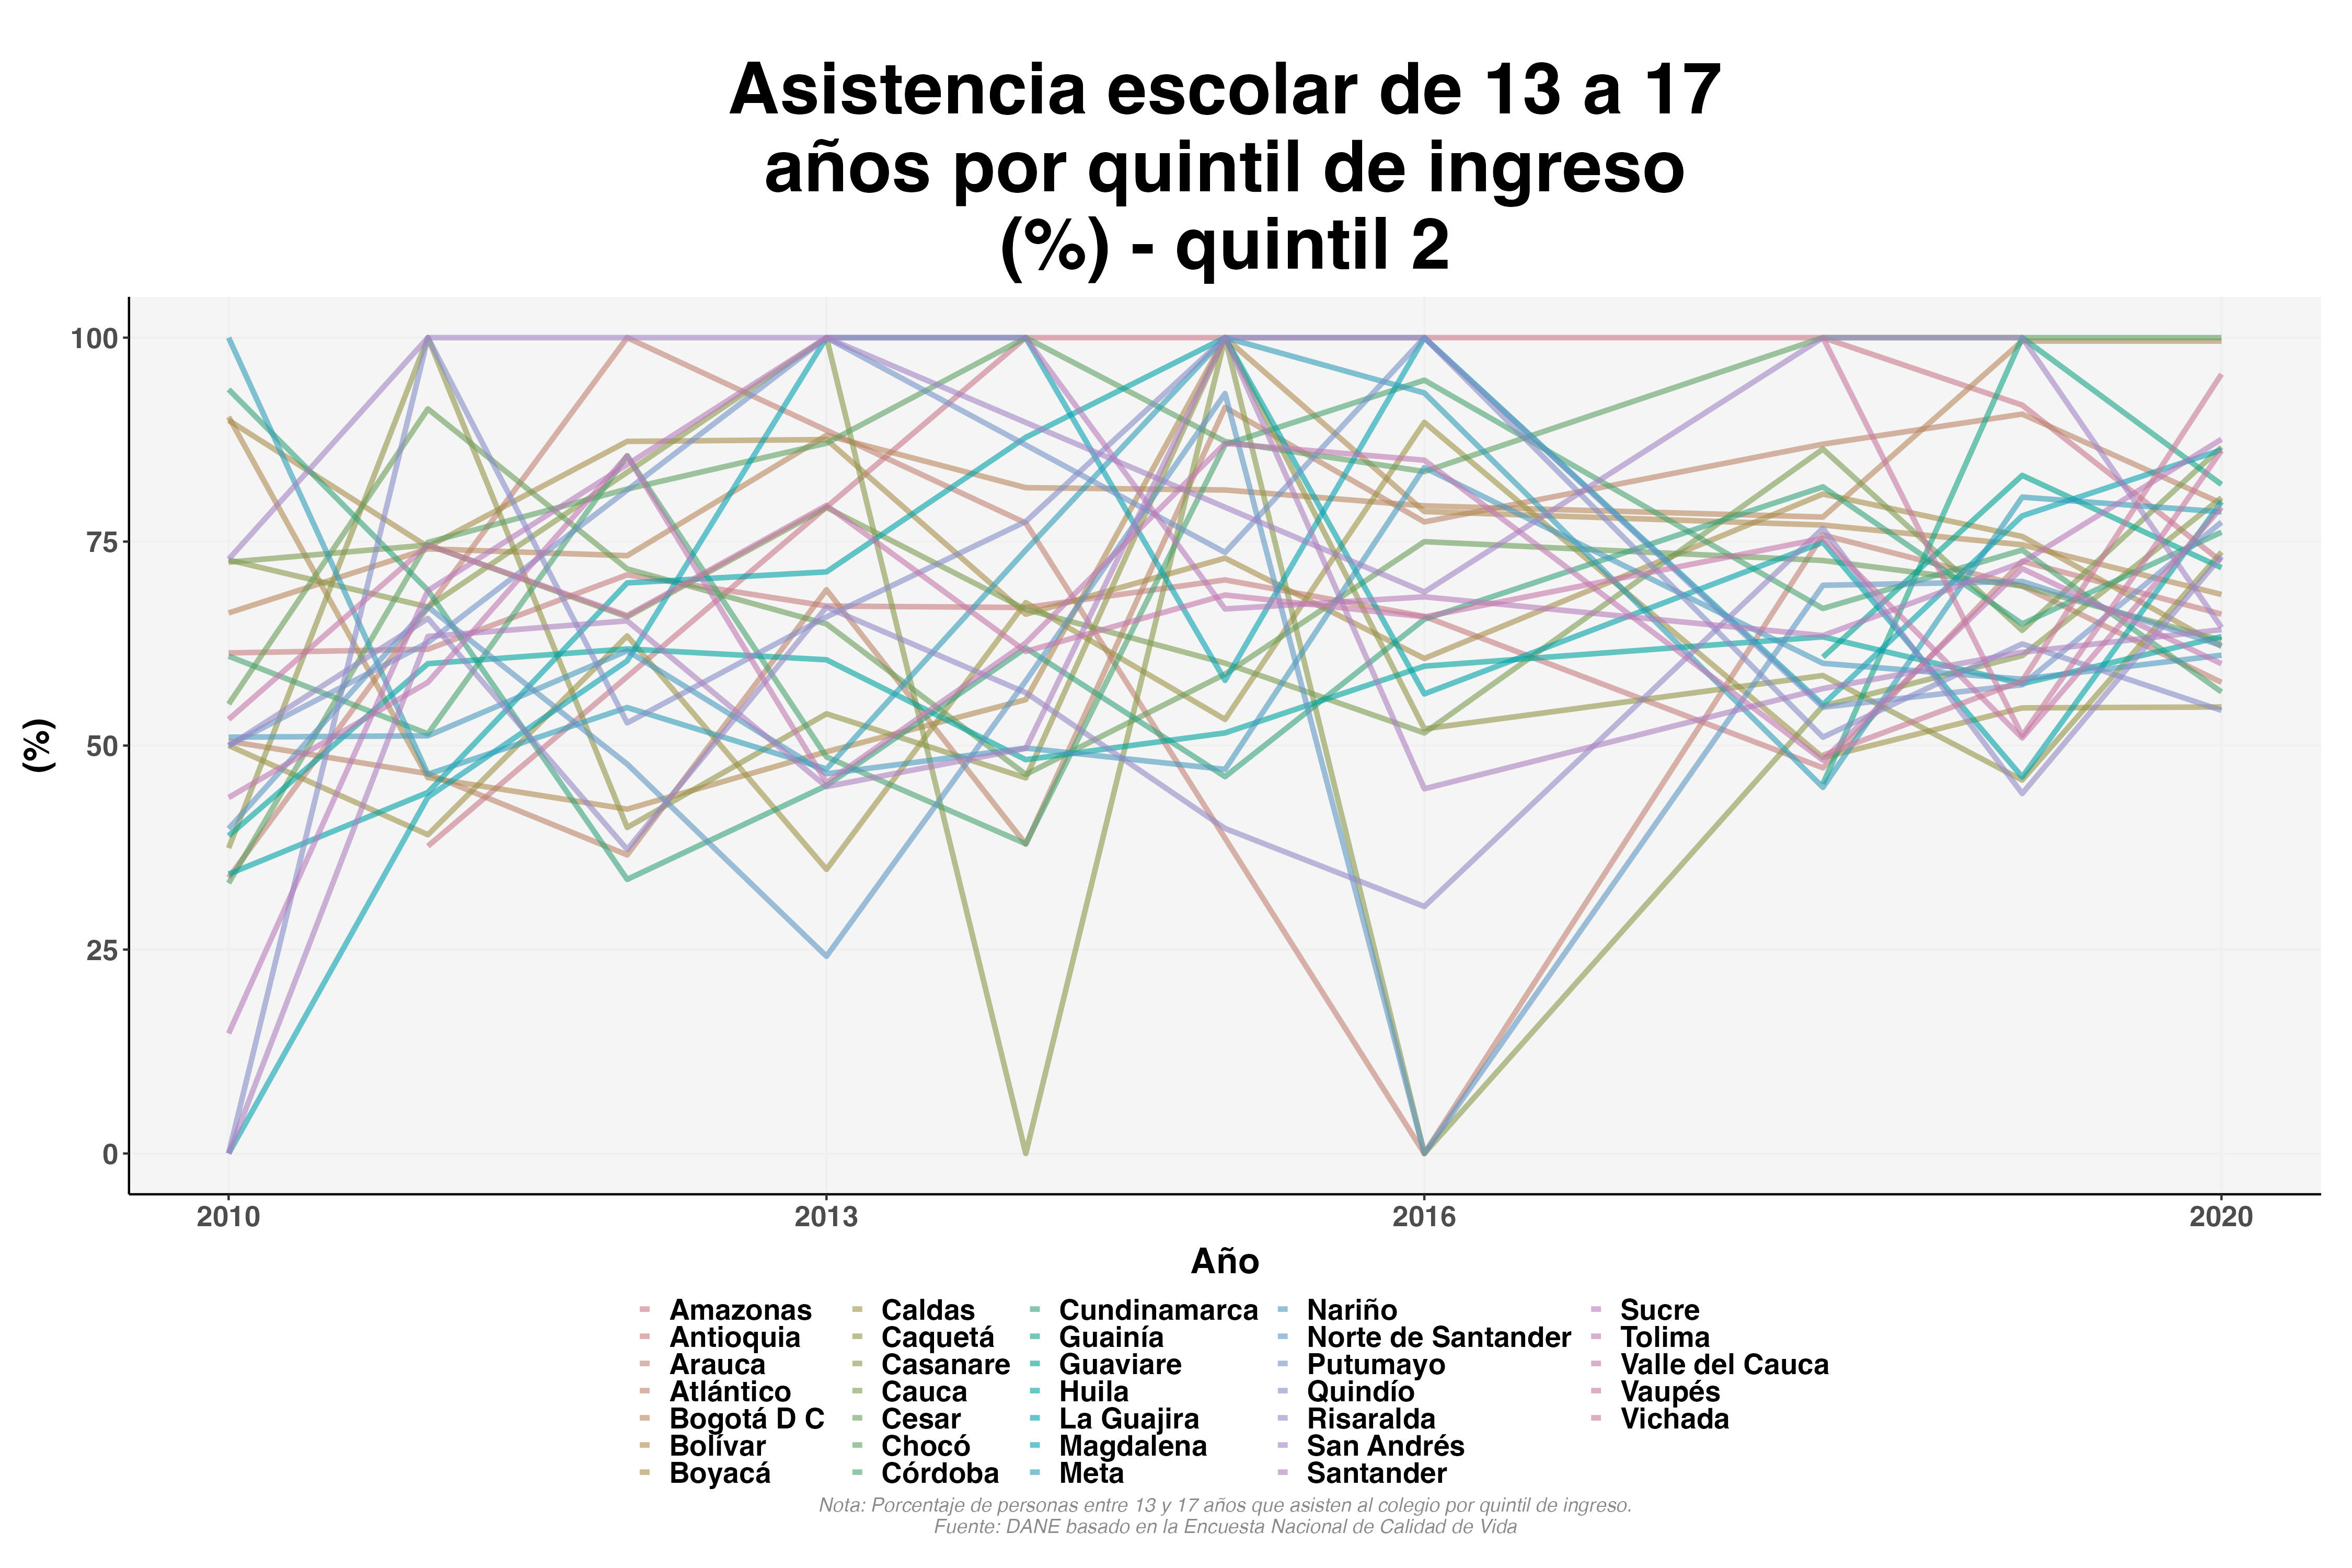 Asistencia escolar de 13 a 17
años por quintil de ingreso
(%) - quintil 2
(%)
100
75
50
25
0
2010 2013 2016 2020
Año
Amazonas Caldas Cundinamarca Nariño Sucre
Antioquia Caquetá Guainía Norte de Santander Tolima
Arauca Casanare Guaviare Putumayo Valle del Cauca
Atlántico Cauca Huila Quindío Vaupés
Bogotá D C Cesar La Guajira Risaralda Vichada
Bolívar Chocó Magdalena San Andrés
Boyacá Córdoba Meta Santander
Nota: Porcentaje de personas entre 13 y 17 años que asisten al colegio por quintil de ingreso.
Fuente: DANE basado en la Encuesta Nacional de Calidad de Vida